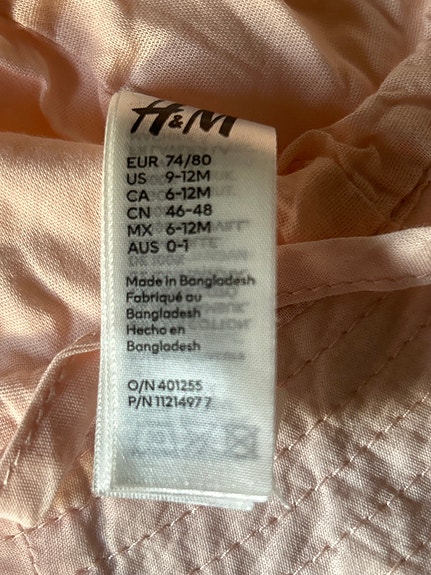 H&M
EUR 74/80
US 9-12M
CA 6-12M
CN 46-48
MX 6-12M
AUS 0-1
Made in Bangladesh
Fabriqué au
Bangladesh
Hecho en
Bangladesh
O/N 401255
P/N 1121497 7